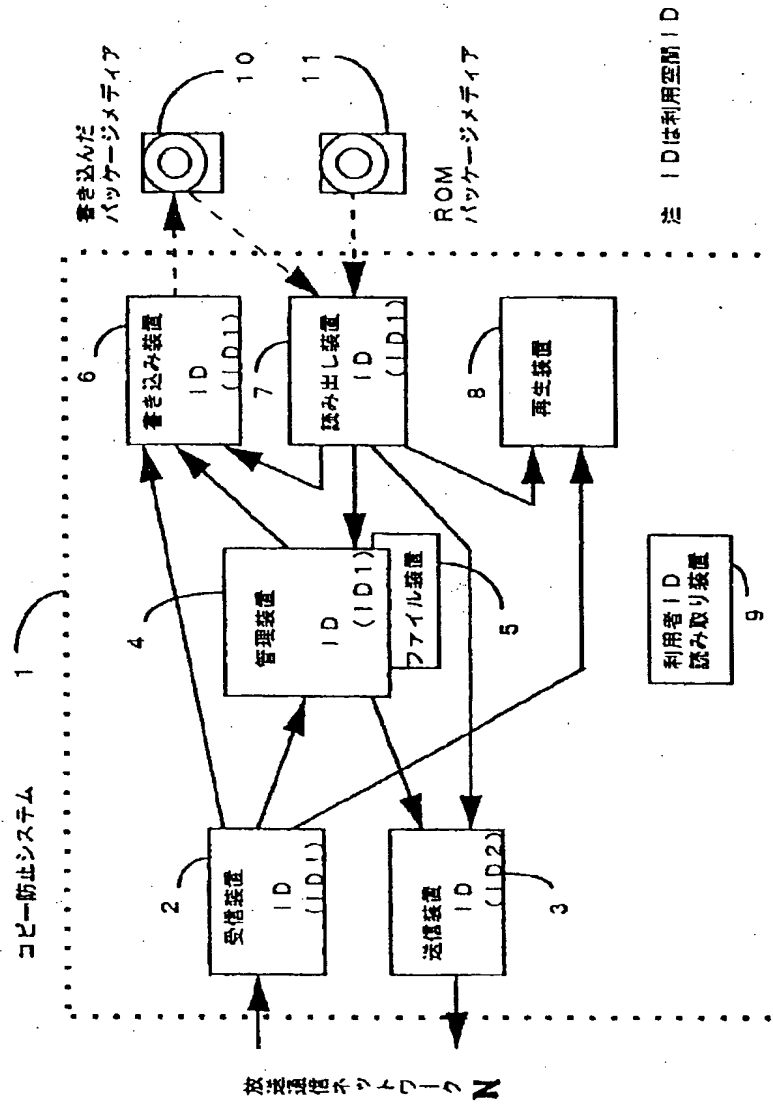 コピー防止システム
1
放送通信ネットワーク N
受信装置
ID
(ID1)
2
送信装置
ID
(ID2)
3
管理装置
ID
(ID1)
4
ファイル装置
5
書き込み装置
ID
(ID1)
6
読み出し装置
ID
(ID1)
7
再生装置
8
利用者ID
読み取り装置
9
書き込んだ
パッケージメディア
10
ROM
パッケージメディア
11
注 IDは利用空間ID